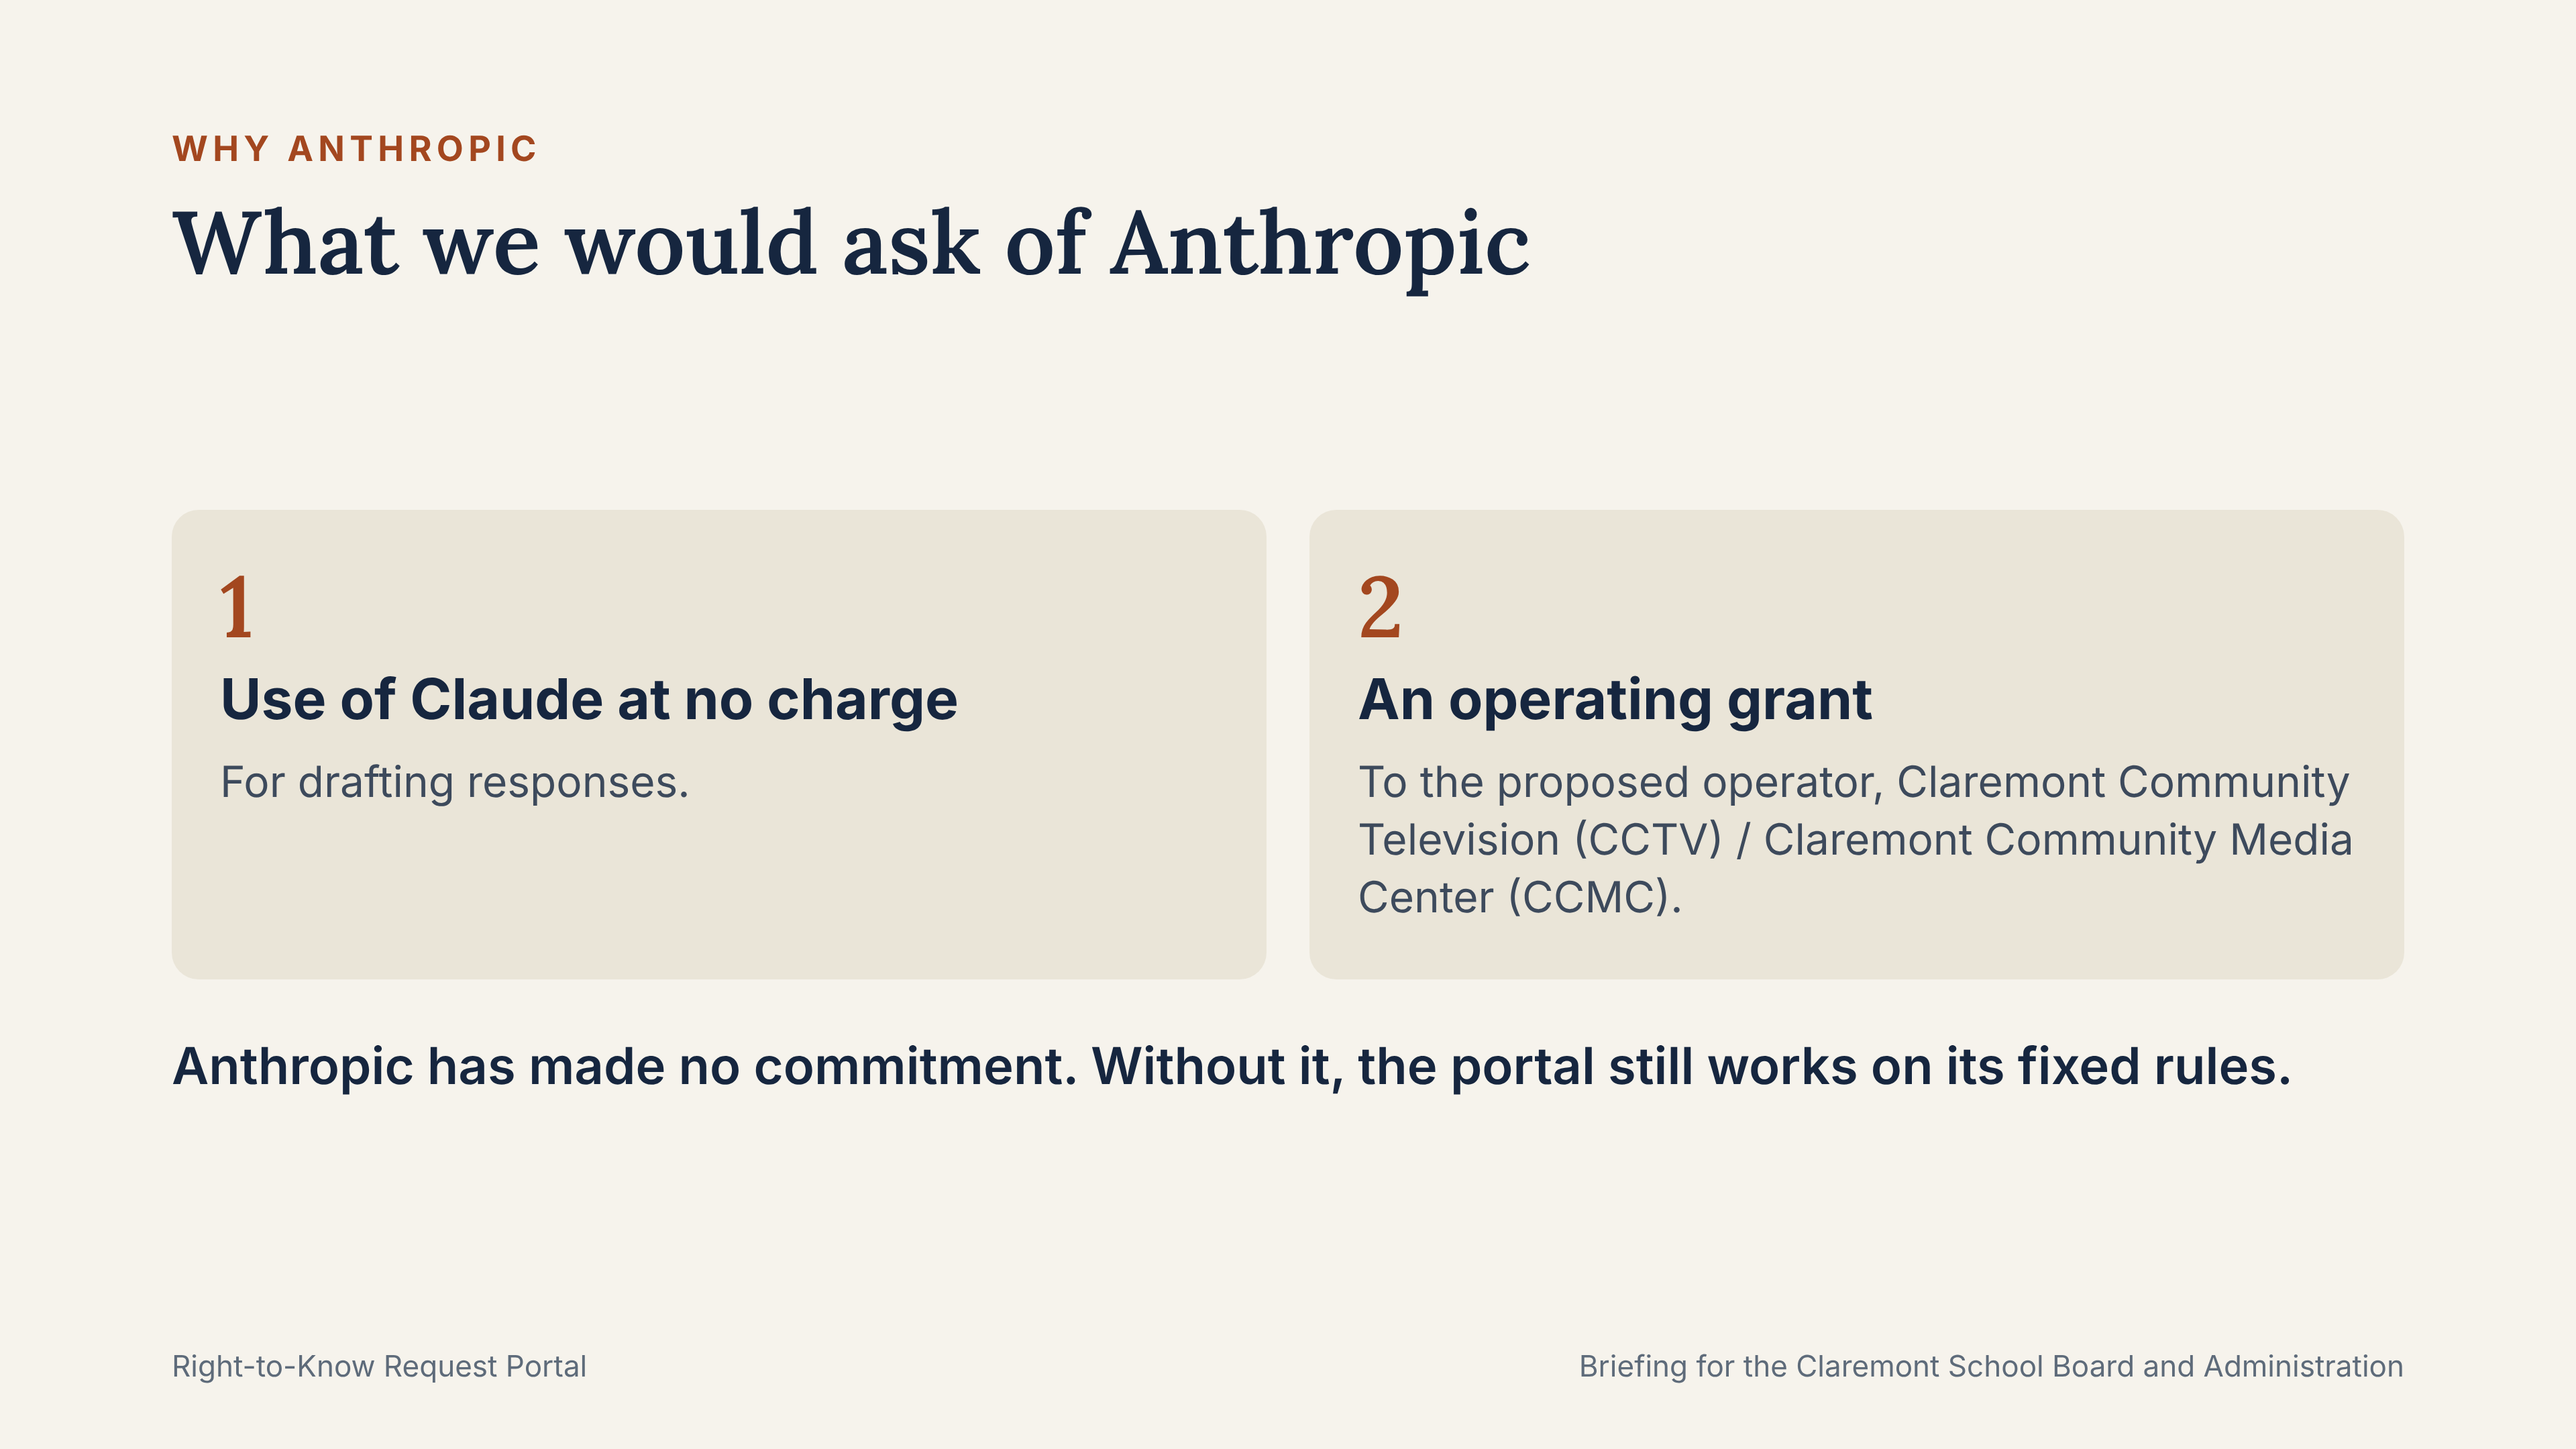 WHY ANTHROPIC
What we would ask of Anthropic
1
Use of Claude at no charge
For drafting responses.
2
An operating grant
To the proposed operator, Claremont Community
Television (CCTV) / Claremont Community Media
Center (CCMC).
Anthropic has made no commitment. Without it, the portal still works on its fixed rules.
Right-to-Know Request Portal
Briefing for the Claremont School Board and Administration